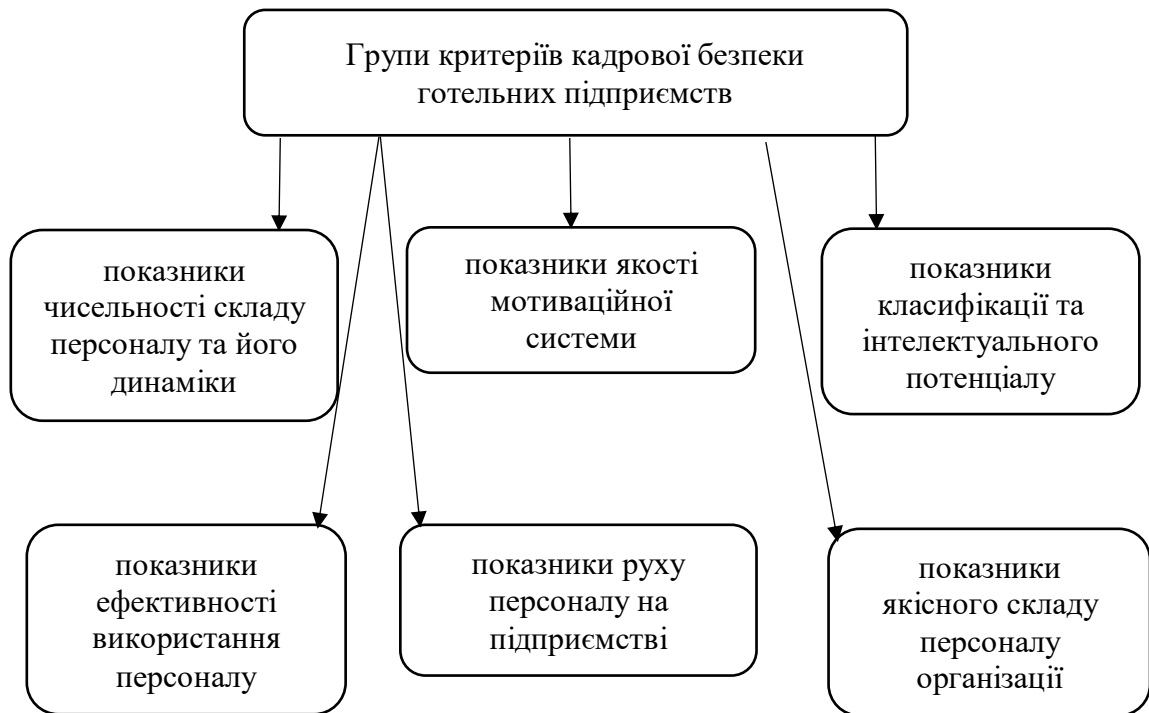 Групи критеріїв кадрової безпеки
готельних підприємств
показники
чисельності складу
персоналу та його
динаміки
показники якості
мотиваційної
системи
показники
класифікації та
інтелектуального
потенціалу
показники
ефективності
використання
персоналу
показники руху
персоналу на
підприємстві
показники
якісного складу
персоналу
організації